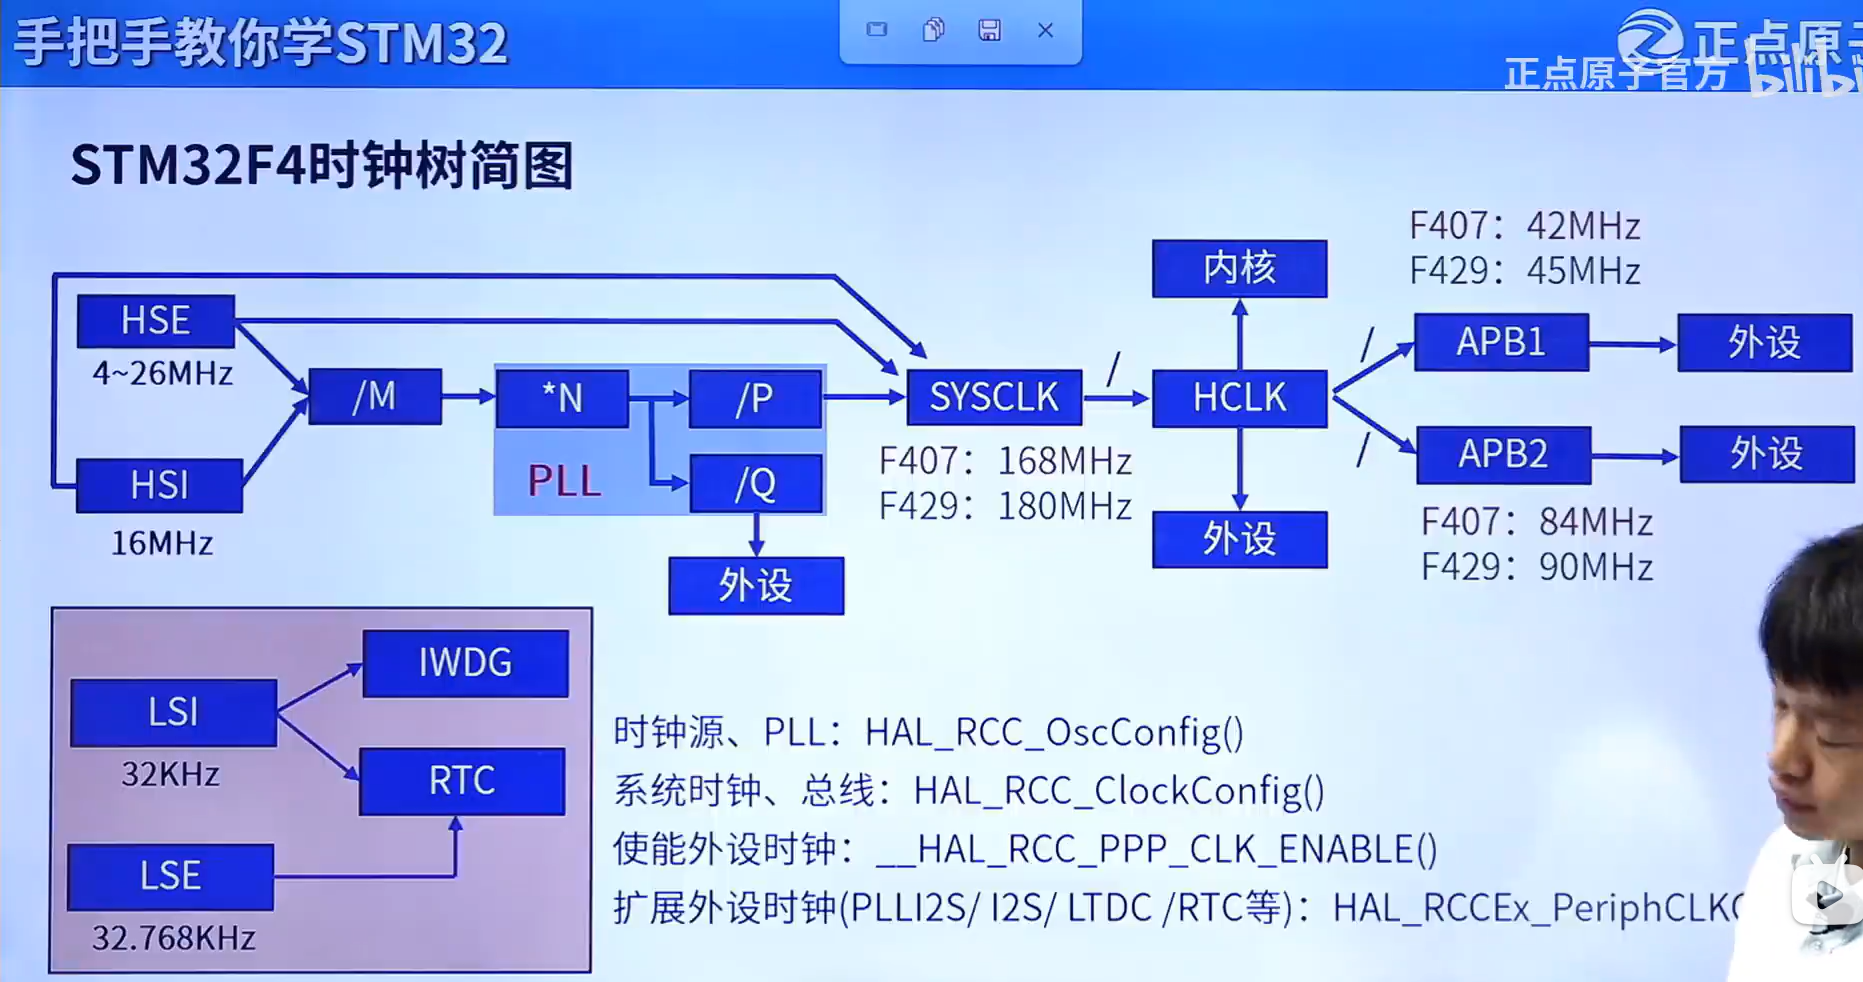 手把手教你学STM32
正点原子官方
STM32F4时钟树简图
F407：42MHz
F429：45MHz
内核
HSE
4~26MHz
APB1
外设
/M
*N
/P
SYSCLK
/
HCLK
/
/
F407：168MHz
F429：180MHz
APB2
外设
HSI
16MHz
PLL
/Q
外设
外设
F407：84MHz
F429：90MHz
LSI
32KHz
IWDG
RTC
LSE
32.768KHz
时钟源、PLL：HAL_RCC_OscConfig()
系统时钟、总线：HAL_RCC_ClockConfig()
使能外设时钟：__HAL_RCC_PPP_CLK_ENABLE()
扩展外设时钟(PLLI2S/ I2S/ LTDC /RTC等)：HAL_RCCEx_PeriphCLK